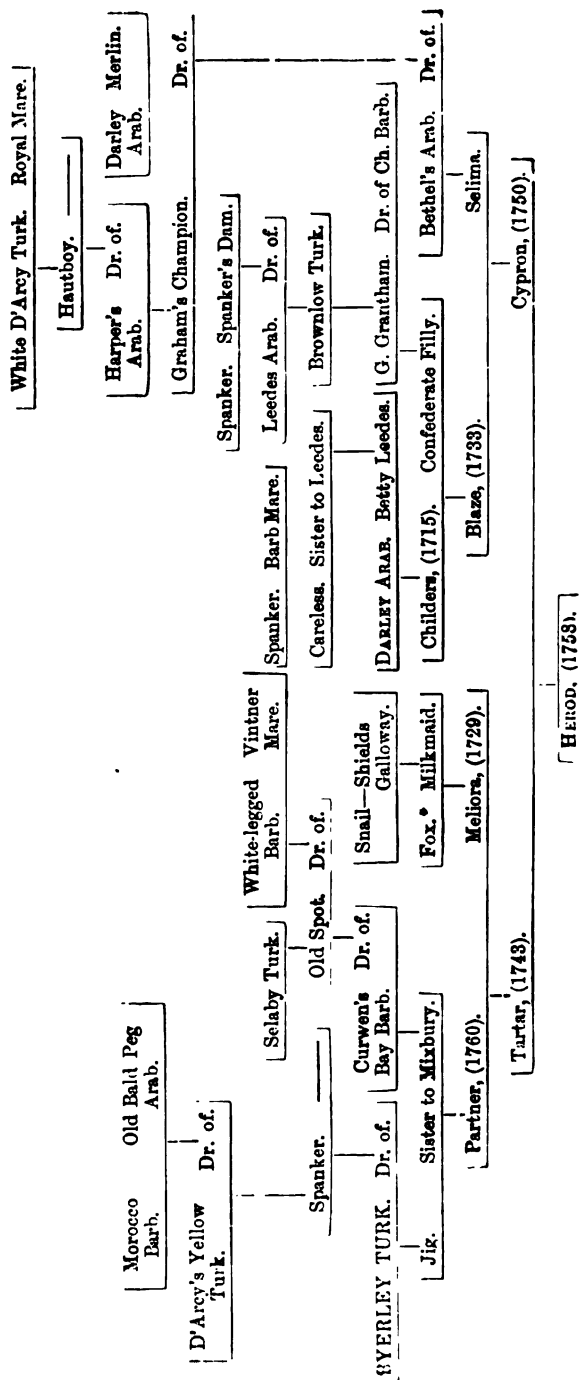 White D'Arcy Turk. Royal Mare.
Hautboy. ——
Morocco Old Bald Peg Harper's Dr. of. Darley Merlin.
Barb. Arab. Arab. Arab.
D'Arcy's Yellow Dr. of. Graham's Champion. Dr. of.
Turk.
Spanker. Spanker's Dam.
Selaby Turk. White-legged Vintner Spanker. Barb Mare. Leedes Arab. Dr. of.
Barb. Mare.
Spanker. —— Old Spot. Dr. of. Careless. Sister to Leedes. Brownlow Turk.
BYERLEY TURK. Dr. of. Curwen's Dr. of. Snail—Shields DARLEY ARAB. Betty Leedes. G. Grantham. Dr. of Ch. Barb.
Bay Barb. Galloway.
Jig. Sister to Mixbury. Fox.* Milkmaid. Childers, (1715). Confederate Filly. Bethel's Arab. Dr. of.
Partner, (1760). Meliora, (1729). Blaze, (1733). Selima.
Tartar, (1743). Cypron, (1750).
HEROD, (1758).